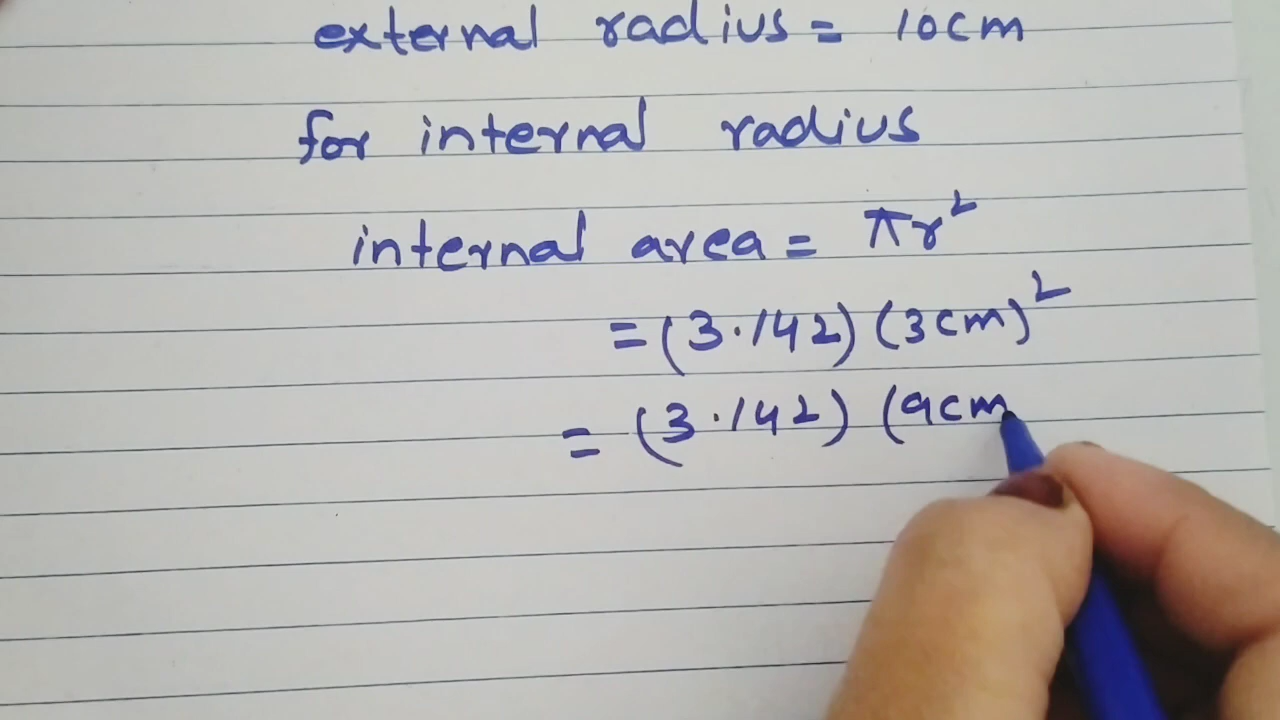 external radius = 10cm
for internal radius
internal area = πr²
= (3.142) (3cm)²
= (3.142) (9cm